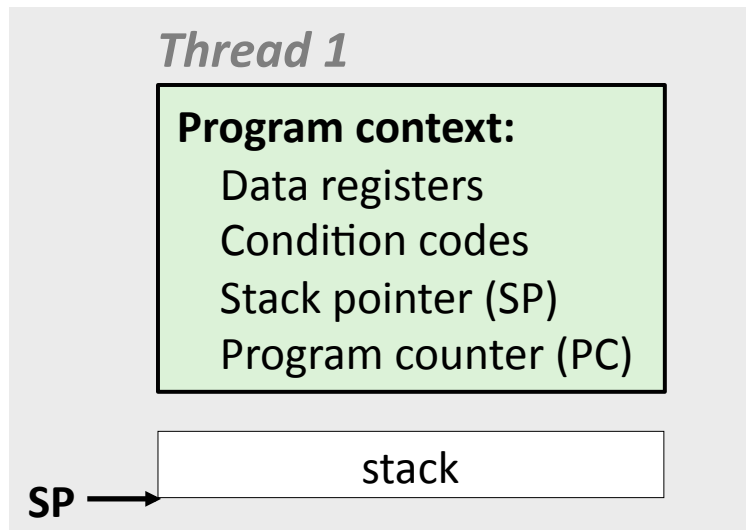 Thread 1
Program context:
Data registers
Condition codes
Stack pointer (SP)
Program counter (PC)
stack
SP